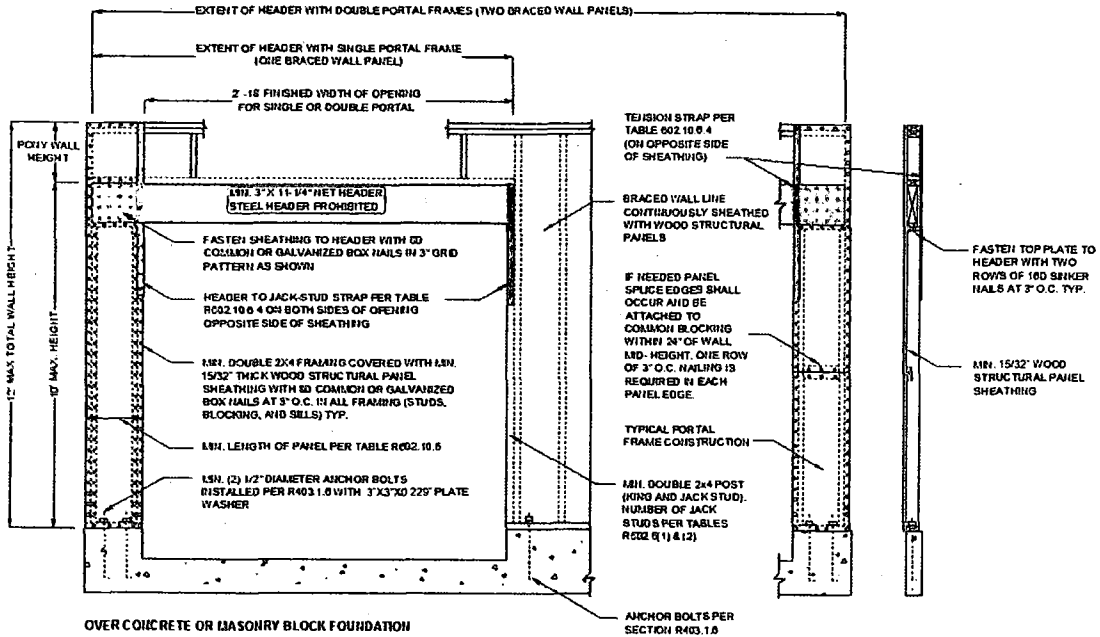 EXTENT OF HEADER WITH DOUBLE PORTAL FRAMES (TWO BRACED WALL PANELS)
EXTENT OF HEADER WITH SINGLE PORTAL FRAME
(ONE BRACED WALL PANEL)
2'-18' FINISHED WIDTH OF OPENING
FOR SINGLE OR DOUBLE PORTAL
PONY WALL
HEIGHT
12' MAX TOTAL WALL HEIGHT
10' MAX. HEIGHT
MIN. 3" X 11-1/4" NET HEADER
STEEL HEADER PROHIBITED
FASTEN SHEATHING TO HEADER WITH 8D
COMMON OR GALVANIZED BOX NAILS IN 3" GRID
PATTERN AS SHOWN
HEADER TO JACK-STUD STRAP PER TABLE
R602.10.6.4 ON BOTH SIDES OF OPENING
OPPOSITE SIDE OF SHEATHING
MIN. DOUBLE 2X4 FRAMING COVERED WITH MIN.
15/32" THICK WOOD STRUCTURAL PANEL
SHEATHING WITH 8D COMMON OR GALVANIZED
BOX NAILS AT 3" O.C. IN ALL FRAMING (STUDS,
BLOCKING, AND SILLS) TYP.
MIN. LENGTH OF PANEL PER TABLE R602.10.6
MIN. (2) 1/2" DIAMETER ANCHOR BOLTS
INSTALLED PER R403.1.6 WITH 3"X3"X0.229" PLATE
WASHER
OVER CONCRETE OR MASONRY BLOCK FOUNDATION
TENSION STRAP PER
TABLE 602.10.6.4
(ON OPPOSITE SIDE
OF SHEATHING)
BRACED WALL LINE
CONTINUOUSLY SHEATHED
WITH WOOD STRUCTURAL
PANELS
IF NEEDED PANEL
SPLICE EDGES SHALL
OCCUR AND BE
ATTACHED TO
COMMON BLOCKING
WITHIN 24" OF WALL
MID-HEIGHT. ONE ROW
OF 3" O.C. NAILING IS
REQUIRED IN EACH
PANEL EDGE.
TYPICAL PORTAL
FRAME CONSTRUCTION
MIN. DOUBLE 2x4 POST
(KING AND JACK STUD).
NUMBER OF JACK
STUDS PER TABLES
R502.5(1) & (2)
ANCHOR BOLTS PER
SECTION R403.1.6
FASTEN TOP PLATE TO
HEADER WITH TWO
ROWS OF 16D SINKER
NAILS AT 3" O.C. TYP.
MIN. 15/32" WOOD
STRUCTURAL PANEL
SHEATHING